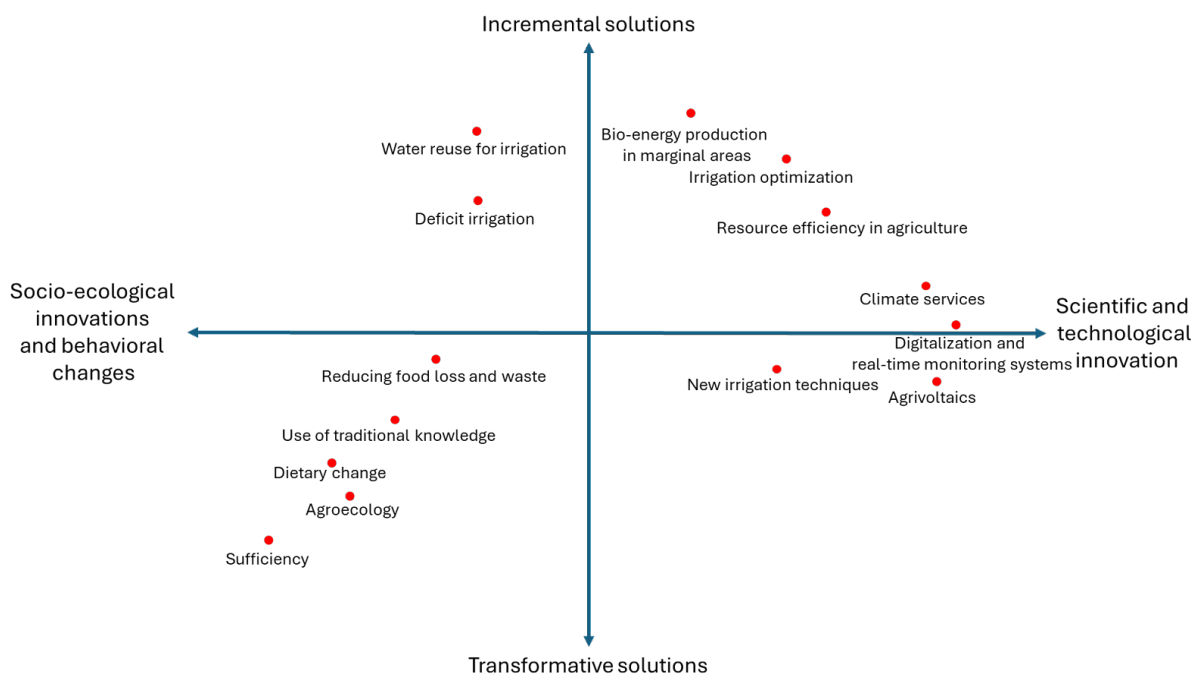 Incremental solutions
Water reuse for irrigation
Bio-energy production
in marginal areas
Irrigation optimization
Deficit irrigation
Resource efficiency in agriculture
Socio-ecological
innovations
and behavioral
changes
Climate services
Scientific and
technological
innovation
Digitalization and
real-time monitoring systems
Reducing food loss and waste
New irrigation techniques
Agrivoltaics
Use of traditional knowledge
Dietary change
Agroecology
Sufficiency
Transformative solutions